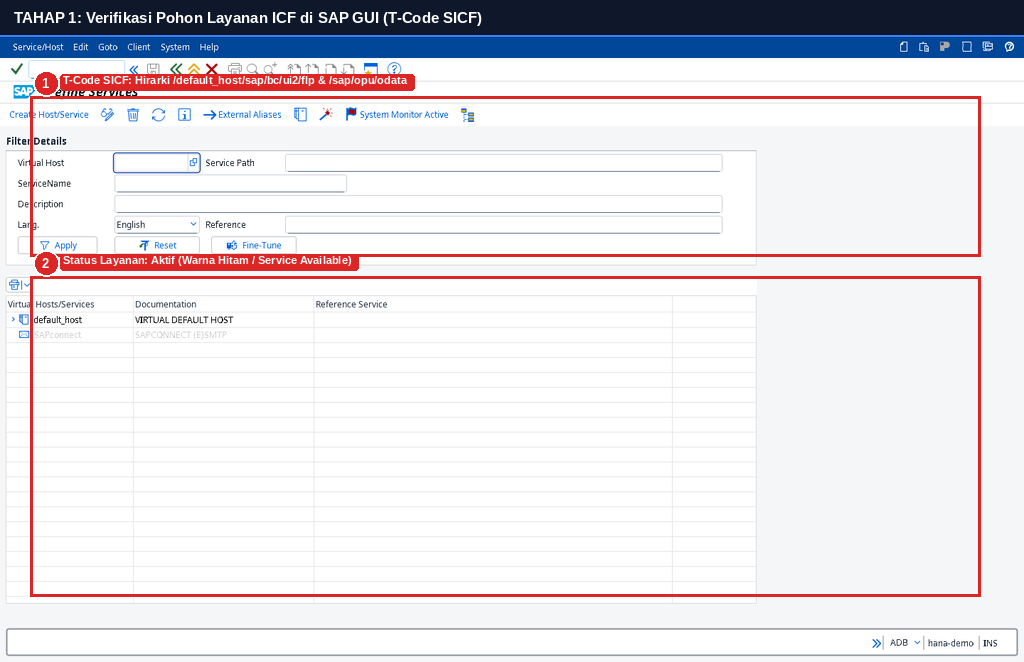 TAHAP 1: Verifikasi Pohon Layanan ICF di SAP GUI (T-Code SICF)
Service/Host Edit Goto Client System Help
1 T-Code SICF: Hirarki /default_host/sap/bc/ui2/flp & /sap/opu/odata
SAP Define Services
Create Host/Service External Aliases System Monitor Active
Filter Details
Virtual Host Service Path
ServiceName
Description
Lang. English Reference
Apply Reset Fine-Tune
2 Status Layanan: Aktif (Warna Hitam / Service Available)
Virtual Hosts/Services Documentation Reference Service
default_host VIRTUAL DEFAULT HOST
SAPconnect SAPCONNECT (E)SMTP
ADB hana-demo INS